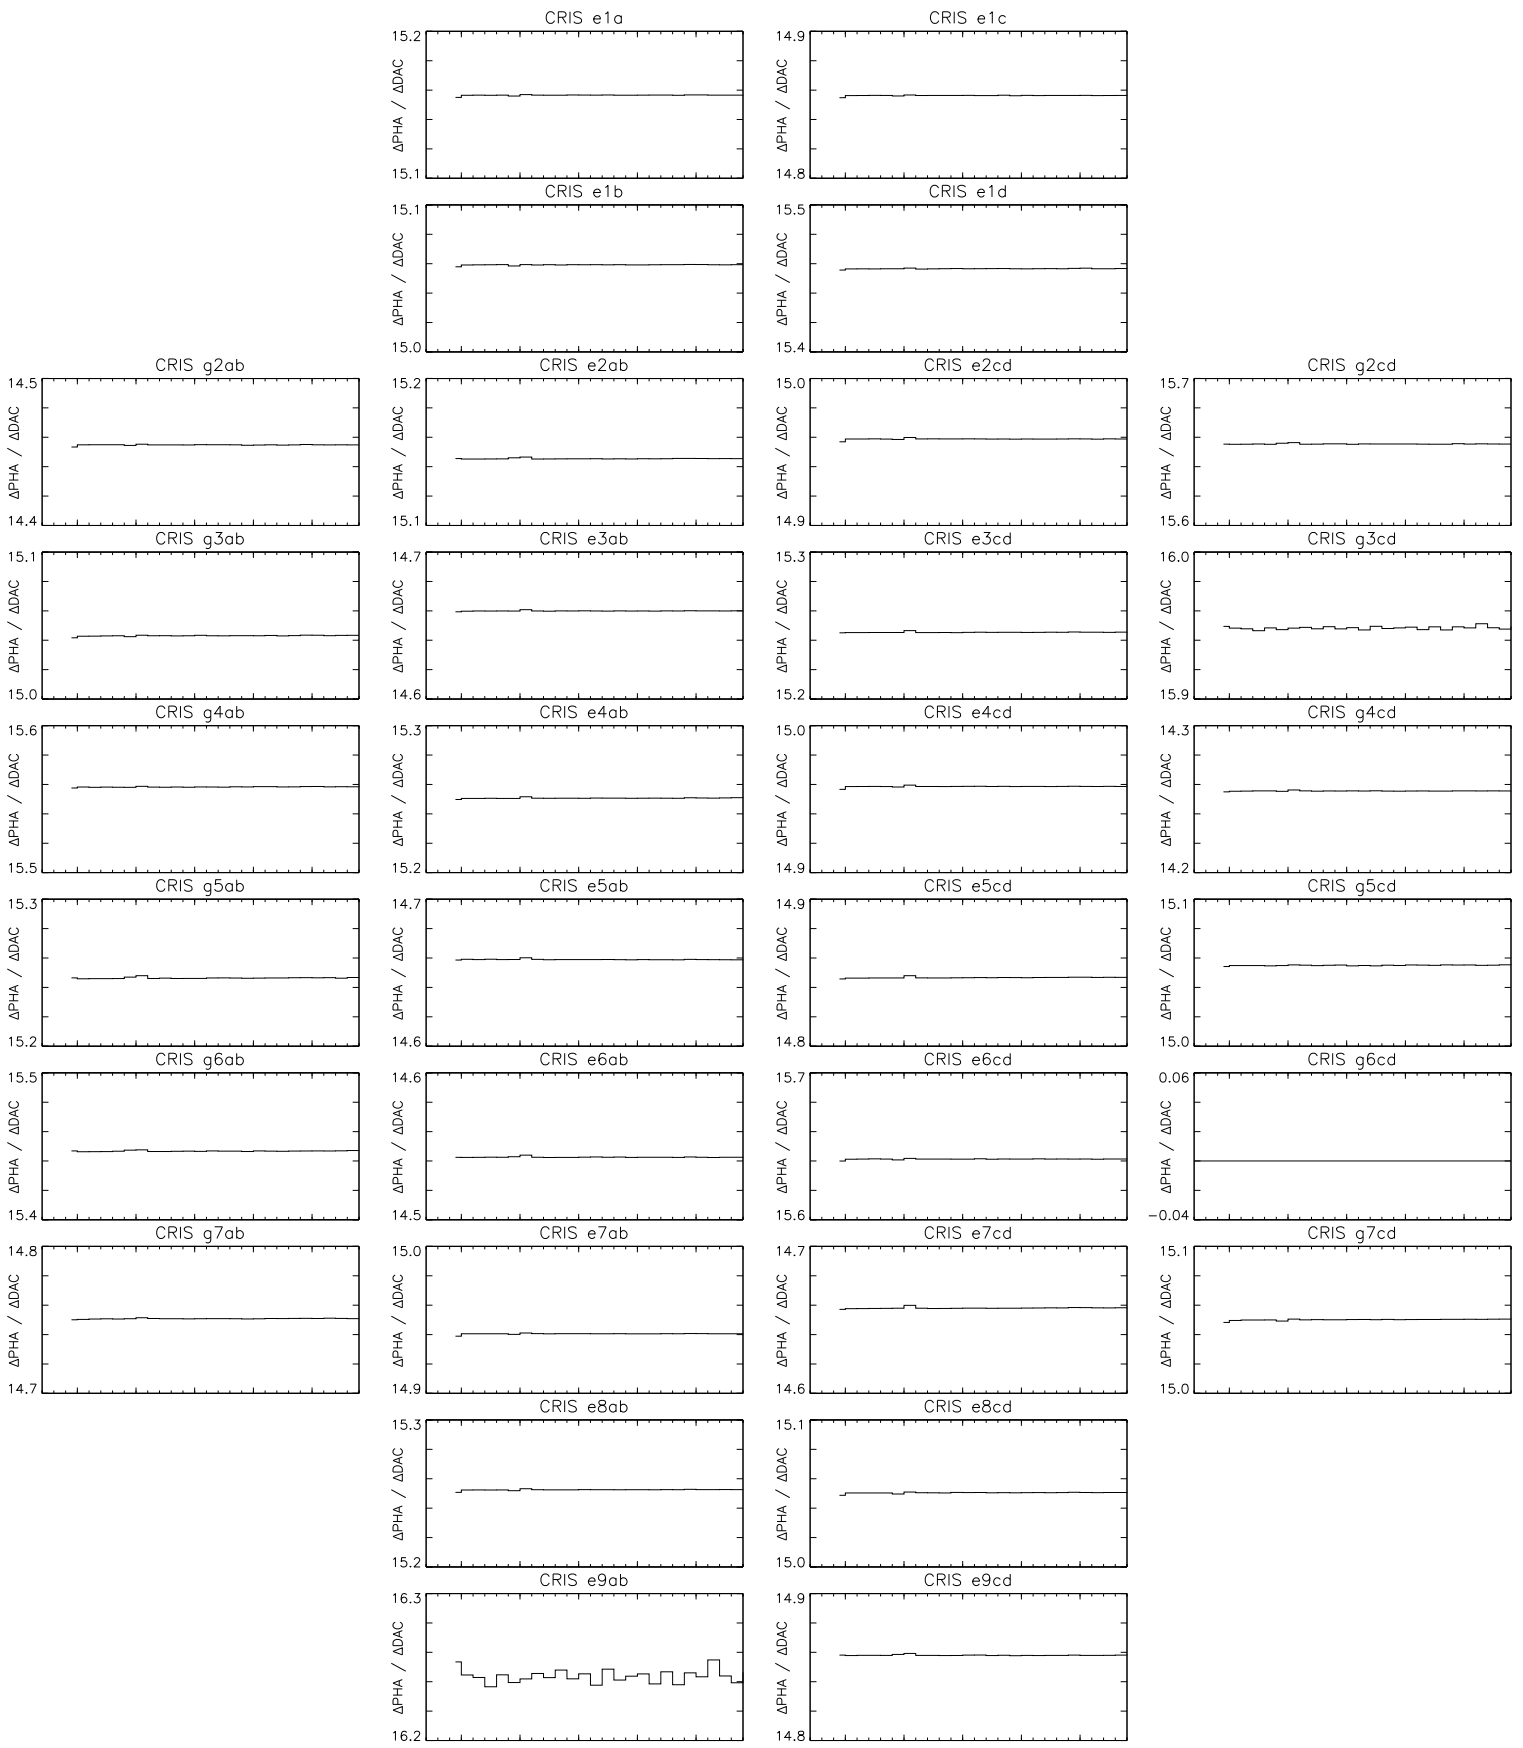 CRIS e1a
15.2
ΔPHA / ΔDAC
15.1
CRIS e1c
14.9
ΔPHA / ΔDAC
14.8
CRIS e1b
15.1
ΔPHA / ΔDAC
15.0
CRIS e1d
15.5
ΔPHA / ΔDAC
15.4
CRIS g2ab
14.5
ΔPHA / ΔDAC
14.4
CRIS e2ab
15.2
ΔPHA / ΔDAC
15.1
CRIS e2cd
15.0
ΔPHA / ΔDAC
14.9
CRIS g2cd
15.7
ΔPHA / ΔDAC
15.6
CRIS g3ab
15.1
ΔPHA / ΔDAC
15.0
CRIS e3ab
14.7
ΔPHA / ΔDAC
14.6
CRIS e3cd
15.3
ΔPHA / ΔDAC
15.2
CRIS g3cd
16.0
ΔPHA / ΔDAC
15.9
CRIS g4ab
15.6
ΔPHA / ΔDAC
15.5
CRIS e4ab
15.3
ΔPHA / ΔDAC
15.2
CRIS e4cd
15.0
ΔPHA / ΔDAC
14.9
CRIS g4cd
14.3
ΔPHA / ΔDAC
14.2
CRIS g5ab
15.3
ΔPHA / ΔDAC
15.2
CRIS e5ab
14.7
ΔPHA / ΔDAC
14.6
CRIS e5cd
14.9
ΔPHA / ΔDAC
14.8
CRIS g5cd
15.1
ΔPHA / ΔDAC
15.0
CRIS g6ab
15.5
ΔPHA / ΔDAC
15.4
CRIS e6ab
14.6
ΔPHA / ΔDAC
14.5
CRIS e6cd
15.7
ΔPHA / ΔDAC
15.6
CRIS g6cd
0.06
ΔPHA / ΔDAC
−0.04
CRIS g7ab
14.8
ΔPHA / ΔDAC
14.7
CRIS e7ab
15.0
ΔPHA / ΔDAC
14.9
CRIS e7cd
14.7
ΔPHA / ΔDAC
14.6
CRIS g7cd
15.1
ΔPHA / ΔDAC
15.0
CRIS e8ab
15.3
ΔPHA / ΔDAC
15.2
CRIS e8cd
15.1
ΔPHA / ΔDAC
15.0
CRIS e9ab
16.3
ΔPHA / ΔDAC
16.2
CRIS e9cd
14.9
ΔPHA / ΔDAC
14.8